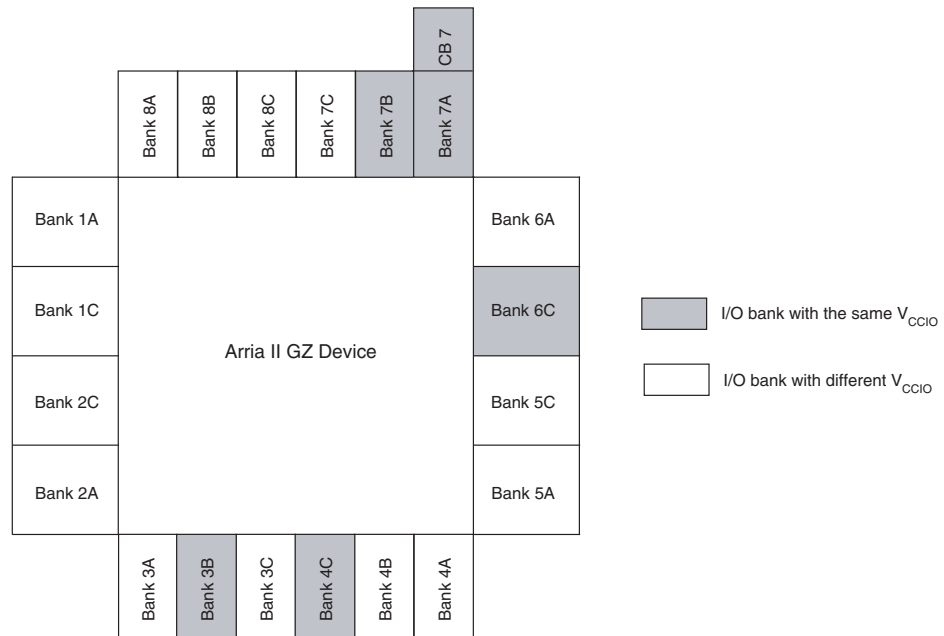 CB 7
Bank 8A
Bank 8B
Bank 8C
Bank 7C
Bank 7B
Bank 7A
Bank 1A
Bank 6A
Bank 1C
Bank 6C
I/O bank with the same VCCIO
Arria II GZ Device
I/O bank with different VCCIO
Bank 2C
Bank 5C
Bank 2A
Bank 5A
Bank 3A
Bank 3B
Bank 3C
Bank 4C
Bank 4B
Bank 4A